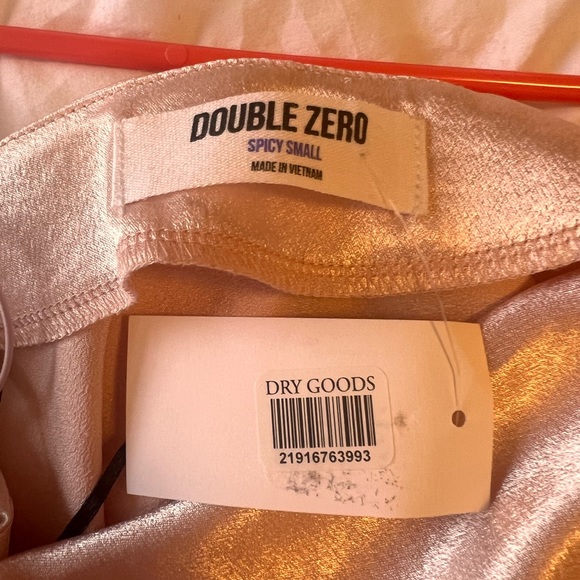 DOUBLE ZERO
SPICY SMALL
MADE IN VIETNAM
DRY GOODS
21916763993